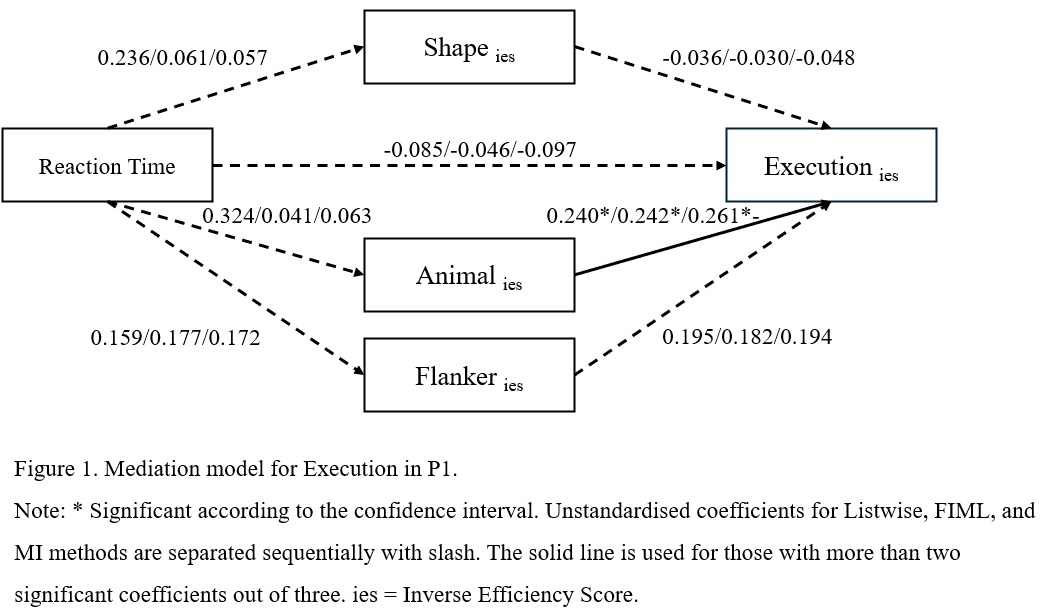 0.236/0.061/0.057
Shape ies
-0.036/-0.030/-0.048
Reaction Time
-0.085/-0.046/-0.097
Execution ies
0.324/0.041/0.063
0.240*/0.242*/0.261*-
Animal ies
0.159/0.177/0.172
Flanker ies
0.195/0.182/0.194
Figure 1. Mediation model for Execution in P1.
Note: * Significant according to the confidence interval. Unstandardised coefficients for Listwise, FIML, and
MI methods are separated sequentially with slash. The solid line is used for those with more than two
significant coefficients out of three. ies = Inverse Efficiency Score.